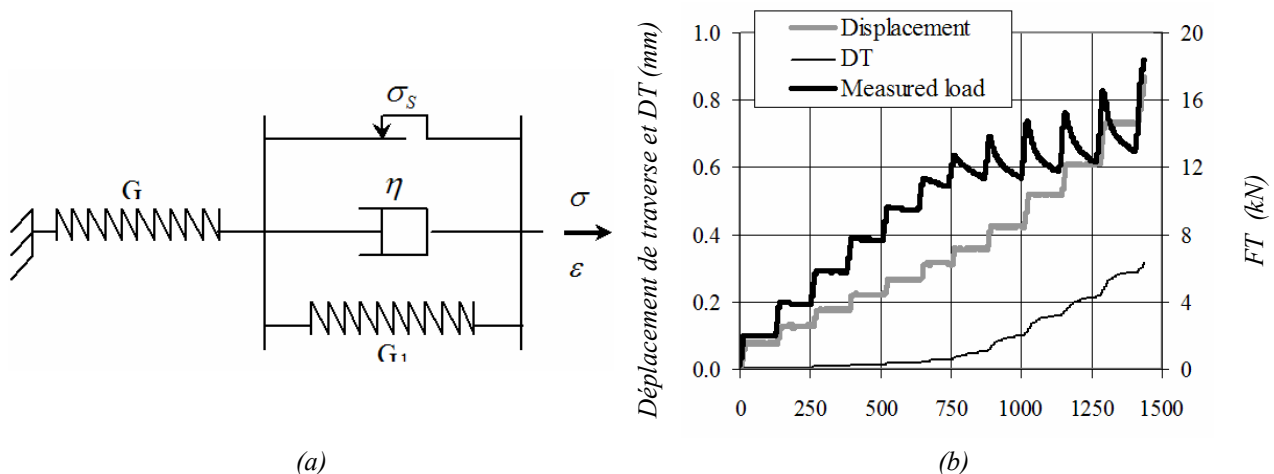 σ_S
G
η
σ
ε
G₁
(a)
Déplacement de traverse et DT (mm)
1.0
0.8
0.6
0.4
0.2
0.0
Displacement
DT
Measured load
20
16
12
8
4
0
FT (kN)
0 250 500 750 1000 1250 1500
(b)